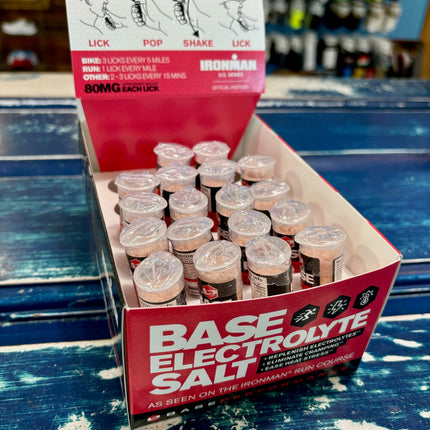 LICK POP SHAKE LICK
BIKE: 3 LICKS EVERY 5 MILES
RUN: 1 LICK EVERY MILE
OTHER: 2 - 3 LICKS EVERY 15 MINS.
80MG
EACH LICK
IRONMAN
U.S. SERIES
OFFICIAL PARTNER
BASE
ELECTROLYTE
SALT
• REPLENISH ELECTROLYTES
• ELIMINATE CRAMPING
• EASE HEAT STRESS
AS SEEN ON THE IRONMAN® RUN COURSE
BASE